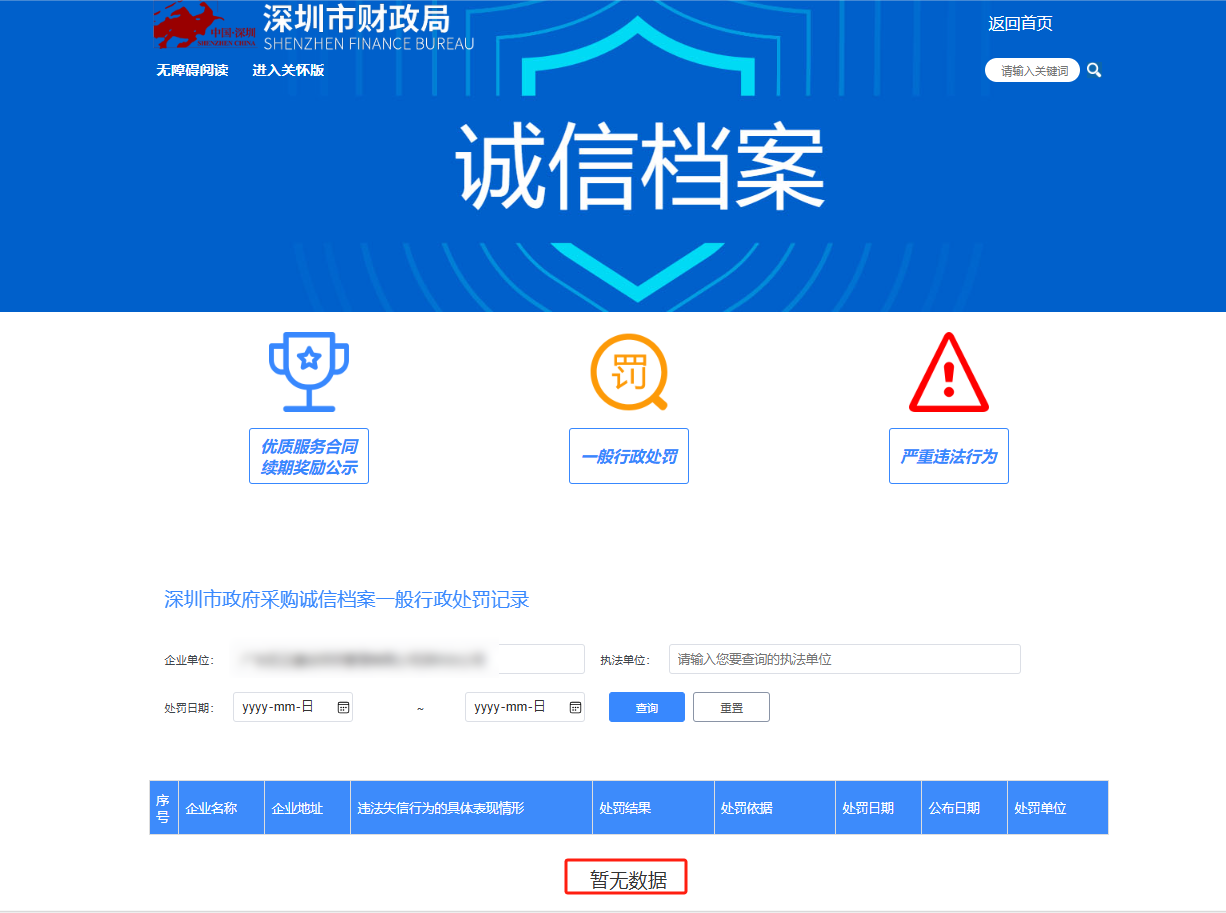 深圳市财政局
中国·深圳
SHENZHEN CHINA
SHENZHEN FINANCE BUREAU
返回首页
无障碍阅读 进入关怀版
请输入关键词
诚信档案
罚
优质服务合同
续期奖励公示
一般行政处罚
严重违法行为
深圳市政府采购诚信档案一般行政处罚记录
企业单位: 执法单位: 请输入您要查询的执法单位
处罚日期: yyyy-mm-日 ~ yyyy-mm-日 查询 重置
序号 企业名称 企业地址 违法失信行为的具体表现情形 处罚结果 处罚依据 处罚日期 公布日期 处罚单位
暂无数据